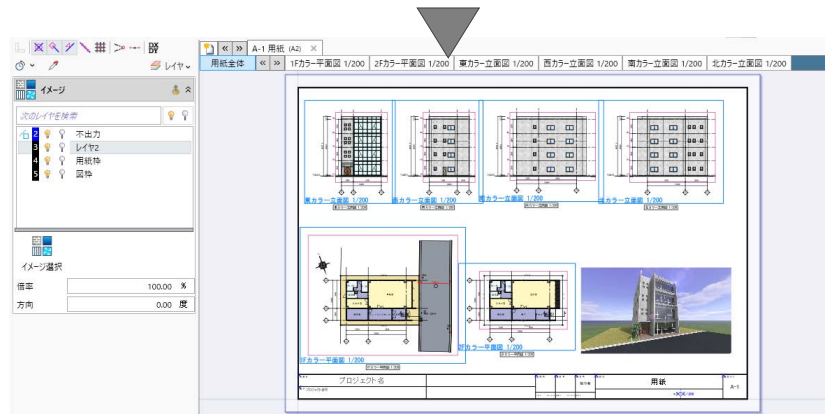 A-1 用紙 (A2)
レイヤ
用紙全体
1Fカラー平面図 1/200
2Fカラー平面図 1/200
東カラー立面図 1/200
西カラー立面図 1/200
南カラー立面図 1/200
北カラー立面図 1/200
イメージ
次のレイヤを検索
2 不出力
3 レイヤ2
4 用紙枠
5 図枠
イメージ選択
倍率 100.00 %
方向 0.00 度
東カラー立面図 1/200
西カラー立面図 1/200
カラー立面図 1/200
カラー立面図 1/200
1Fカラー平面図 1/200
2Fカラー平面図 1/200
プロジェクト名
用紙
A-1